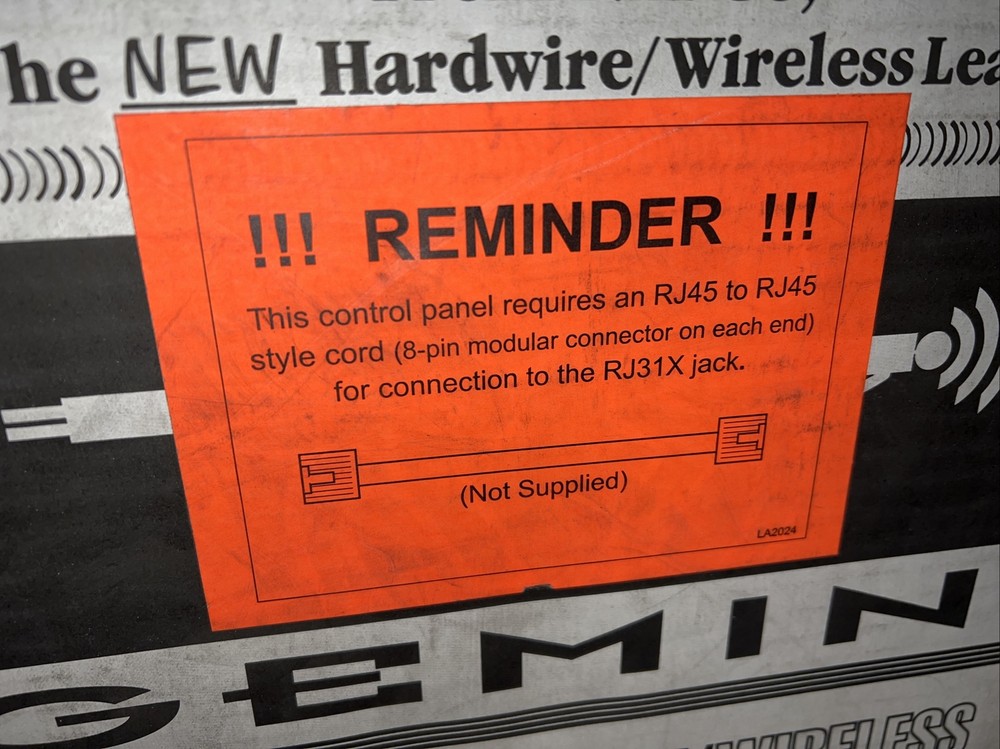 he NEW Hardwire/Wireless Lea
!!! REMINDER !!!
This control panel requires an RJ45 to RJ45
style cord (8-pin modular connector on each end)
for connection to the RJ31X jack.
(Not Supplied)
LA2024
GEMIN
WIRELESS